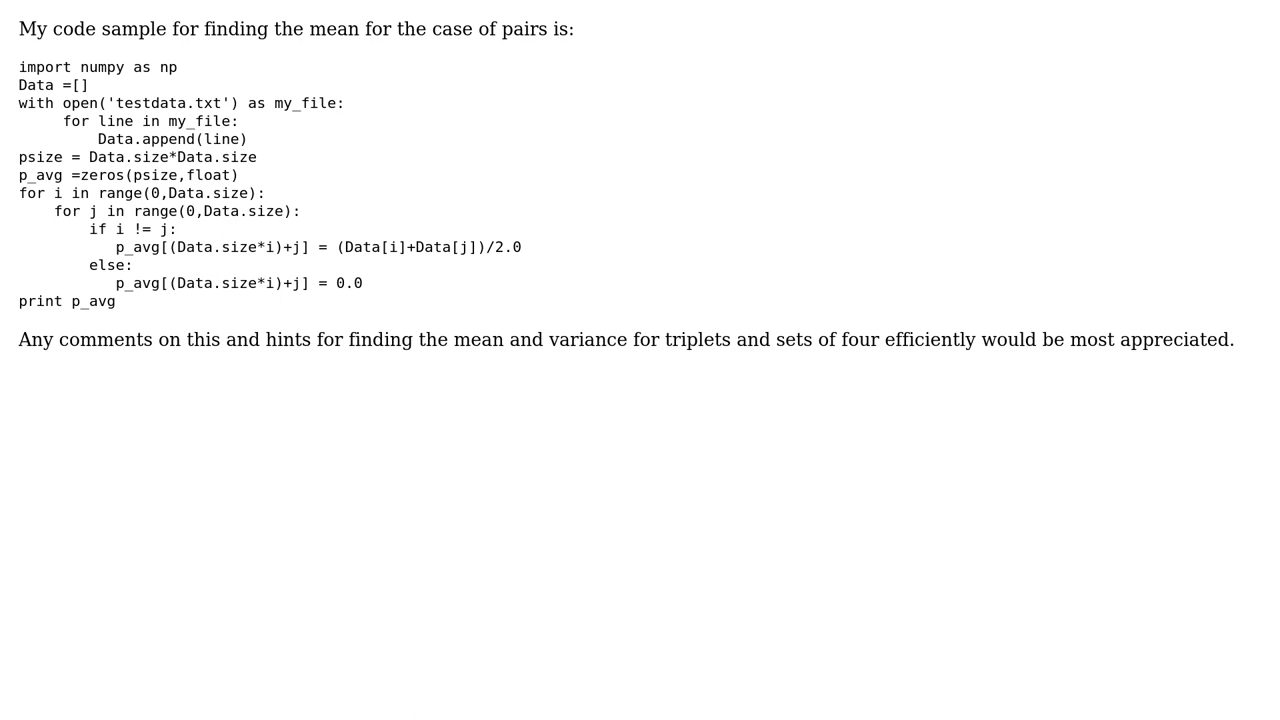 My code sample for finding the mean for the case of pairs is:
import numpy as np
Data =[]
with open('testdata.txt') as my_file:
     for line in my_file:
         Data.append(line)
psize = Data.size*Data.size
p_avg =zeros(psize,float)
for i in range(0,Data.size):
    for j in range(0,Data.size):
        if i != j:
           p_avg[(Data.size*i)+j] = (Data[i]+Data[j])/2.0
        else:
           p_avg[(Data.size*i)+j] = 0.0
print p_avg
Any comments on this and hints for finding the mean and variance for triplets and sets of four efficiently would be most appreciated.